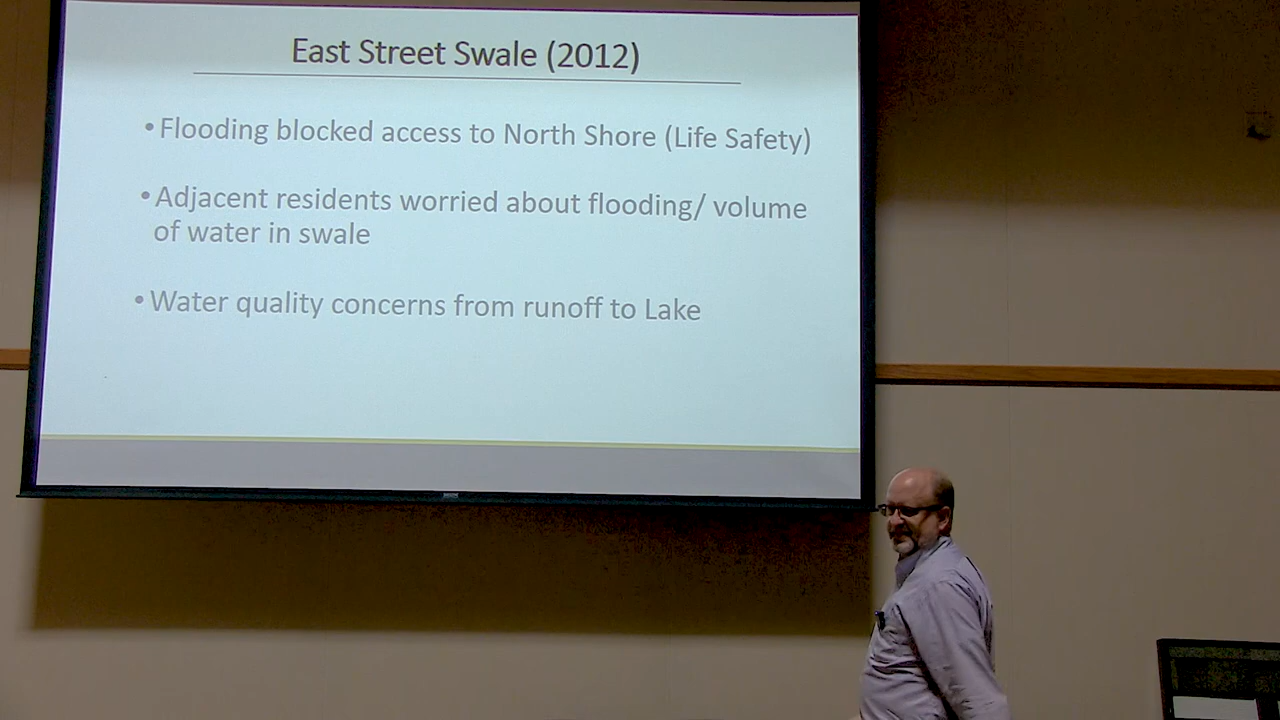 East Street Swale (2012)
•Flooding blocked access to North Shore (Life Safety)
•Adjacent residents worried about flooding/ volume
of water in swale
•Water quality concerns from runoff to Lake